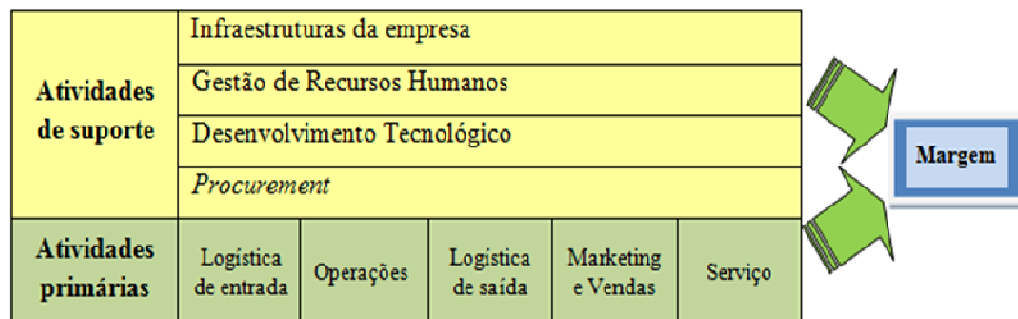 Atividades
de suporte
Infraestruturas da empresa
Gestão de Recursos Humanos
Desenvolvimento Tecnológico
Procurement
Atividades
primárias
Logística
de entrada
Operações
Logística
de saída
Marketing
e Vendas
Serviço
Margem